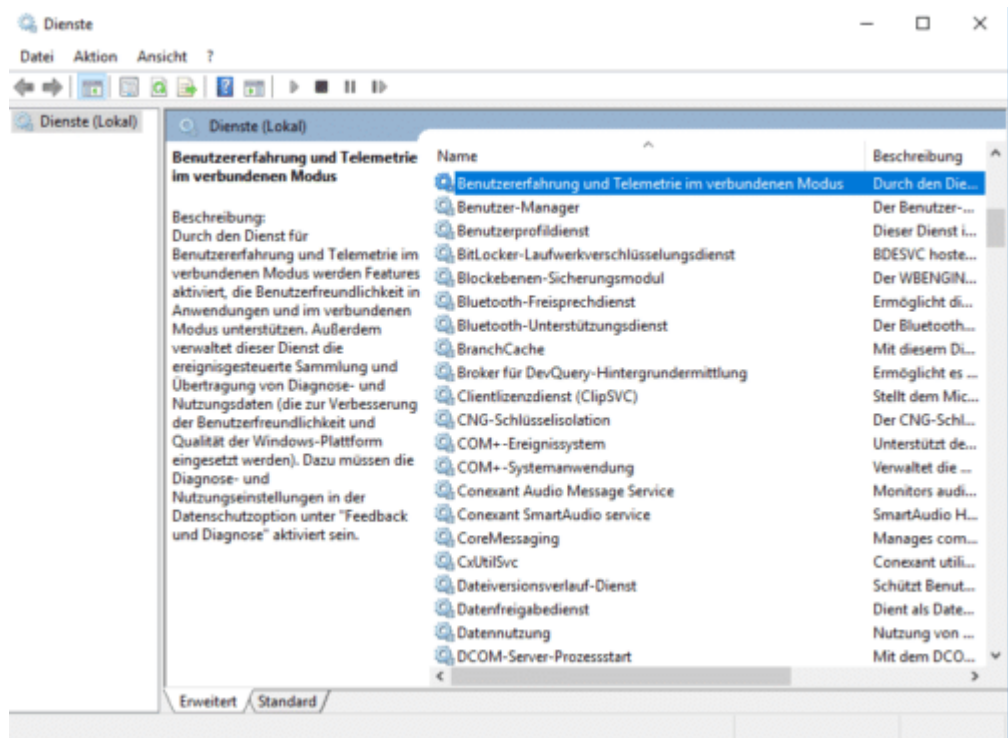 Dienste
Datei Aktion Ansicht ?
Dienste (Lokal)
Dienste (Lokal)
Benutzererfahrung und Telemetrie
im verbundenen Modus
Beschreibung:
Durch den Dienst für
Benutzererfahrung und Telemetrie im
verbundenen Modus werden Features
aktiviert, die Benutzerfreundlichkeit in
Anwendungen und im verbundenen
Modus unterstützen. Außerdem
verwaltet dieser Dienst die
ereignisgesteuerte Sammlung und
Übertragung von Diagnose- und
Nutzungsdaten (die zur Verbesserung
der Benutzerfreundlichkeit und
Qualität der Windows-Plattform
eingesetzt werden). Dazu müssen die
Diagnose- und
Nutzungseinstellungen in der
Datenschutzoption unter "Feedback
und Diagnose" aktiviert sein.
Name Beschreibung
Benutzererfahrung und Telemetrie im verbundenen Modus Durch den Die...
Benutzer-Manager Der Benutzer-...
Benutzerprofildienst Dieser Dienst i...
BitLocker-Laufwerkverschlüsselungsdienst BDESVC hoste...
Blockebenen-Sicherungsmodul Der WBENGIN...
Bluetooth-Freisprechdienst Ermöglicht di...
Bluetooth-Unterstützungsdienst Der Bluetooth...
BranchCache Mit diesem Di...
Broker für DevQuery-Hintergrundermittlung Ermöglicht es ...
Clientlizenzdienst (ClipSVC) Stellt dem Mic...
CNG-Schlüsselisolation Der CNG-Schl...
COM+-Ereignissystem Unterstützt de...
COM+-Systemanwendung Verwaltet die ...
Conexant Audio Message Service Monitors audi...
Conexant SmartAudio service SmartAudio H...
CoreMessaging Manages com...
CxUtilSvc Conexant utili...
Dateiversionsverlauf-Dienst Schützt Benut...
Datenfreigabedienst Dient als Date...
Datennutzung Nutzung von ...
DCOM-Server-Prozessstart Mit dem DCO...
Erweitert Standard